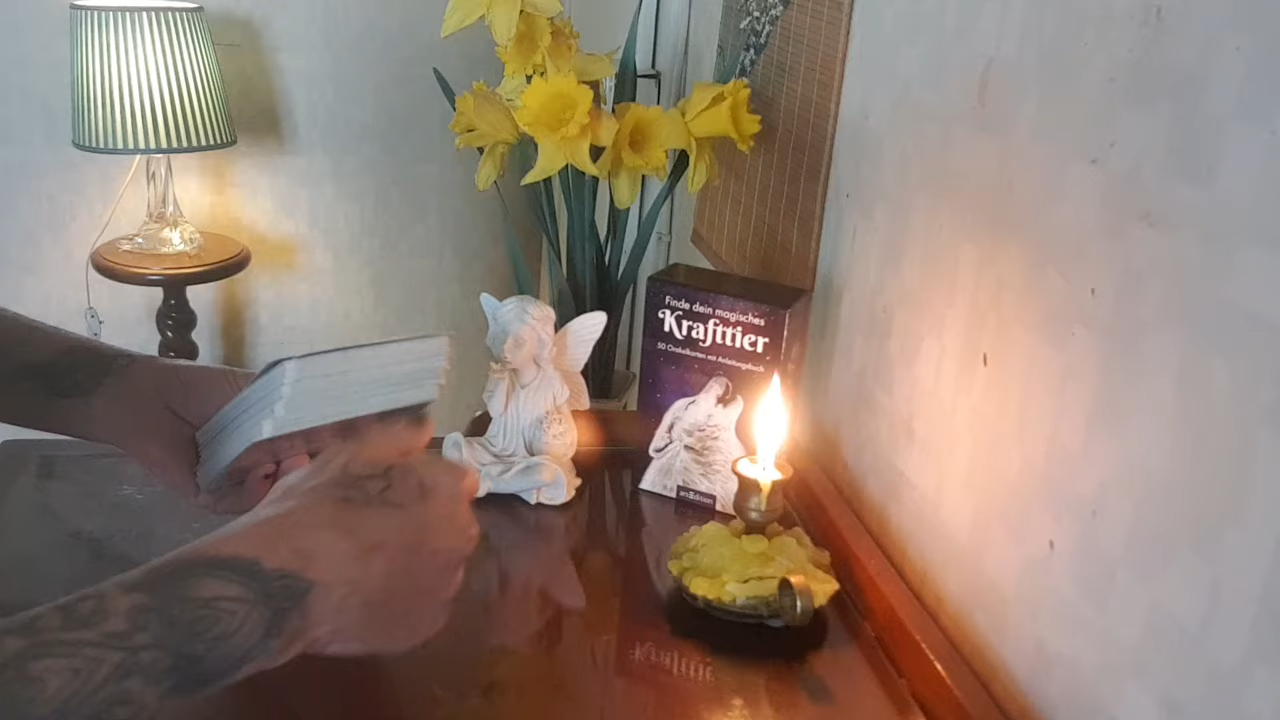 Finde dein magisches
Krafttier
50 Orakelkarten mit Anleitungsbuch
arsEdition